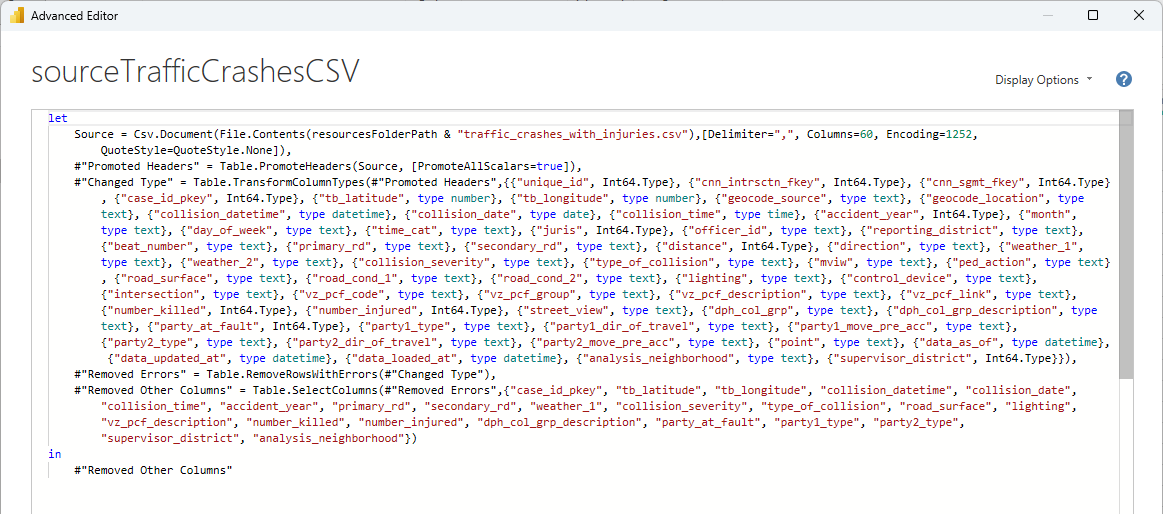 Advanced Editor
sourceTrafficCrashesCSV
Display Options
?
let
Source = Csv.Document(File.Contents(resourcesFolderPath & "traffic_crashes_with_injuries.csv"),[Delimiter=",", Columns=60, Encoding=1252,
QuoteStyle=QuoteStyle.None]),
#"Promoted Headers" = Table.PromoteHeaders(Source, [PromoteAllScalars=true]),
#"Changed Type" = Table.TransformColumnTypes(#"Promoted Headers",{{"unique_id", Int64.Type}, {"cnn_intrsctn_fkey", Int64.Type}, {"cnn_sgmt_fkey", Int64.Type}
, {"case_id_pkey", Int64.Type}, {"tb_latitude", type number}, {"tb_longitude", type number}, {"geocode_source", type text}, {"geocode_location", type
text}, {"collision_datetime", type datetime}, {"collision_date", type date}, {"collision_time", type time}, {"accident_year", Int64.Type}, {"month",
type text}, {"day_of_week", type text}, {"time_cat", type text}, {"juris", Int64.Type}, {"officer_id", type text}, {"reporting_district", type text},
{"beat_number", type text}, {"primary_rd", type text}, {"secondary_rd", type text}, {"distance", Int64.Type}, {"direction", type text}, {"weather_1",
type text}, {"weather_2", type text}, {"collision_severity", type text}, {"type_of_collision", type text}, {"mviw", type text}, {"ped_action", type text}
, {"road_surface", type text}, {"road_cond_1", type text}, {"road_cond_2", type text}, {"lighting", type text}, {"control_device", type text},
{"intersection", type text}, {"vz_pcf_code", type text}, {"vz_pcf_group", type text}, {"vz_pcf_description", type text}, {"vz_pcf_link", type text},
{"number_killed", Int64.Type}, {"number_injured", Int64.Type}, {"street_view", type text}, {"dph_col_grp", type text}, {"dph_col_grp_description", type
text}, {"party_at_fault", Int64.Type}, {"party1_type", type text}, {"party1_dir_of_travel", type text}, {"party1_move_pre_acc", type text},
{"party2_type", type text}, {"party2_dir_of_travel", type text}, {"party2_move_pre_acc", type text}, {"point", type text}, {"data_as_of", type datetime},
{"data_updated_at", type datetime}, {"data_loaded_at", type datetime}, {"analysis_neighborhood", type text}, {"supervisor_district", Int64.Type}}),
#"Removed Errors" = Table.RemoveRowsWithErrors(#"Changed Type"),
#"Removed Other Columns" = Table.SelectColumns(#"Removed Errors",{"case_id_pkey", "tb_latitude", "tb_longitude", "collision_datetime", "collision_date",
"collision_time", "accident_year", "primary_rd", "secondary_rd", "weather_1", "collision_severity", "type_of_collision", "road_surface", "lighting",
"vz_pcf_description", "number_killed", "number_injured", "dph_col_grp_description", "party_at_fault", "party1_type", "party2_type",
"supervisor_district", "analysis_neighborhood"})
in
#"Removed Other Columns"